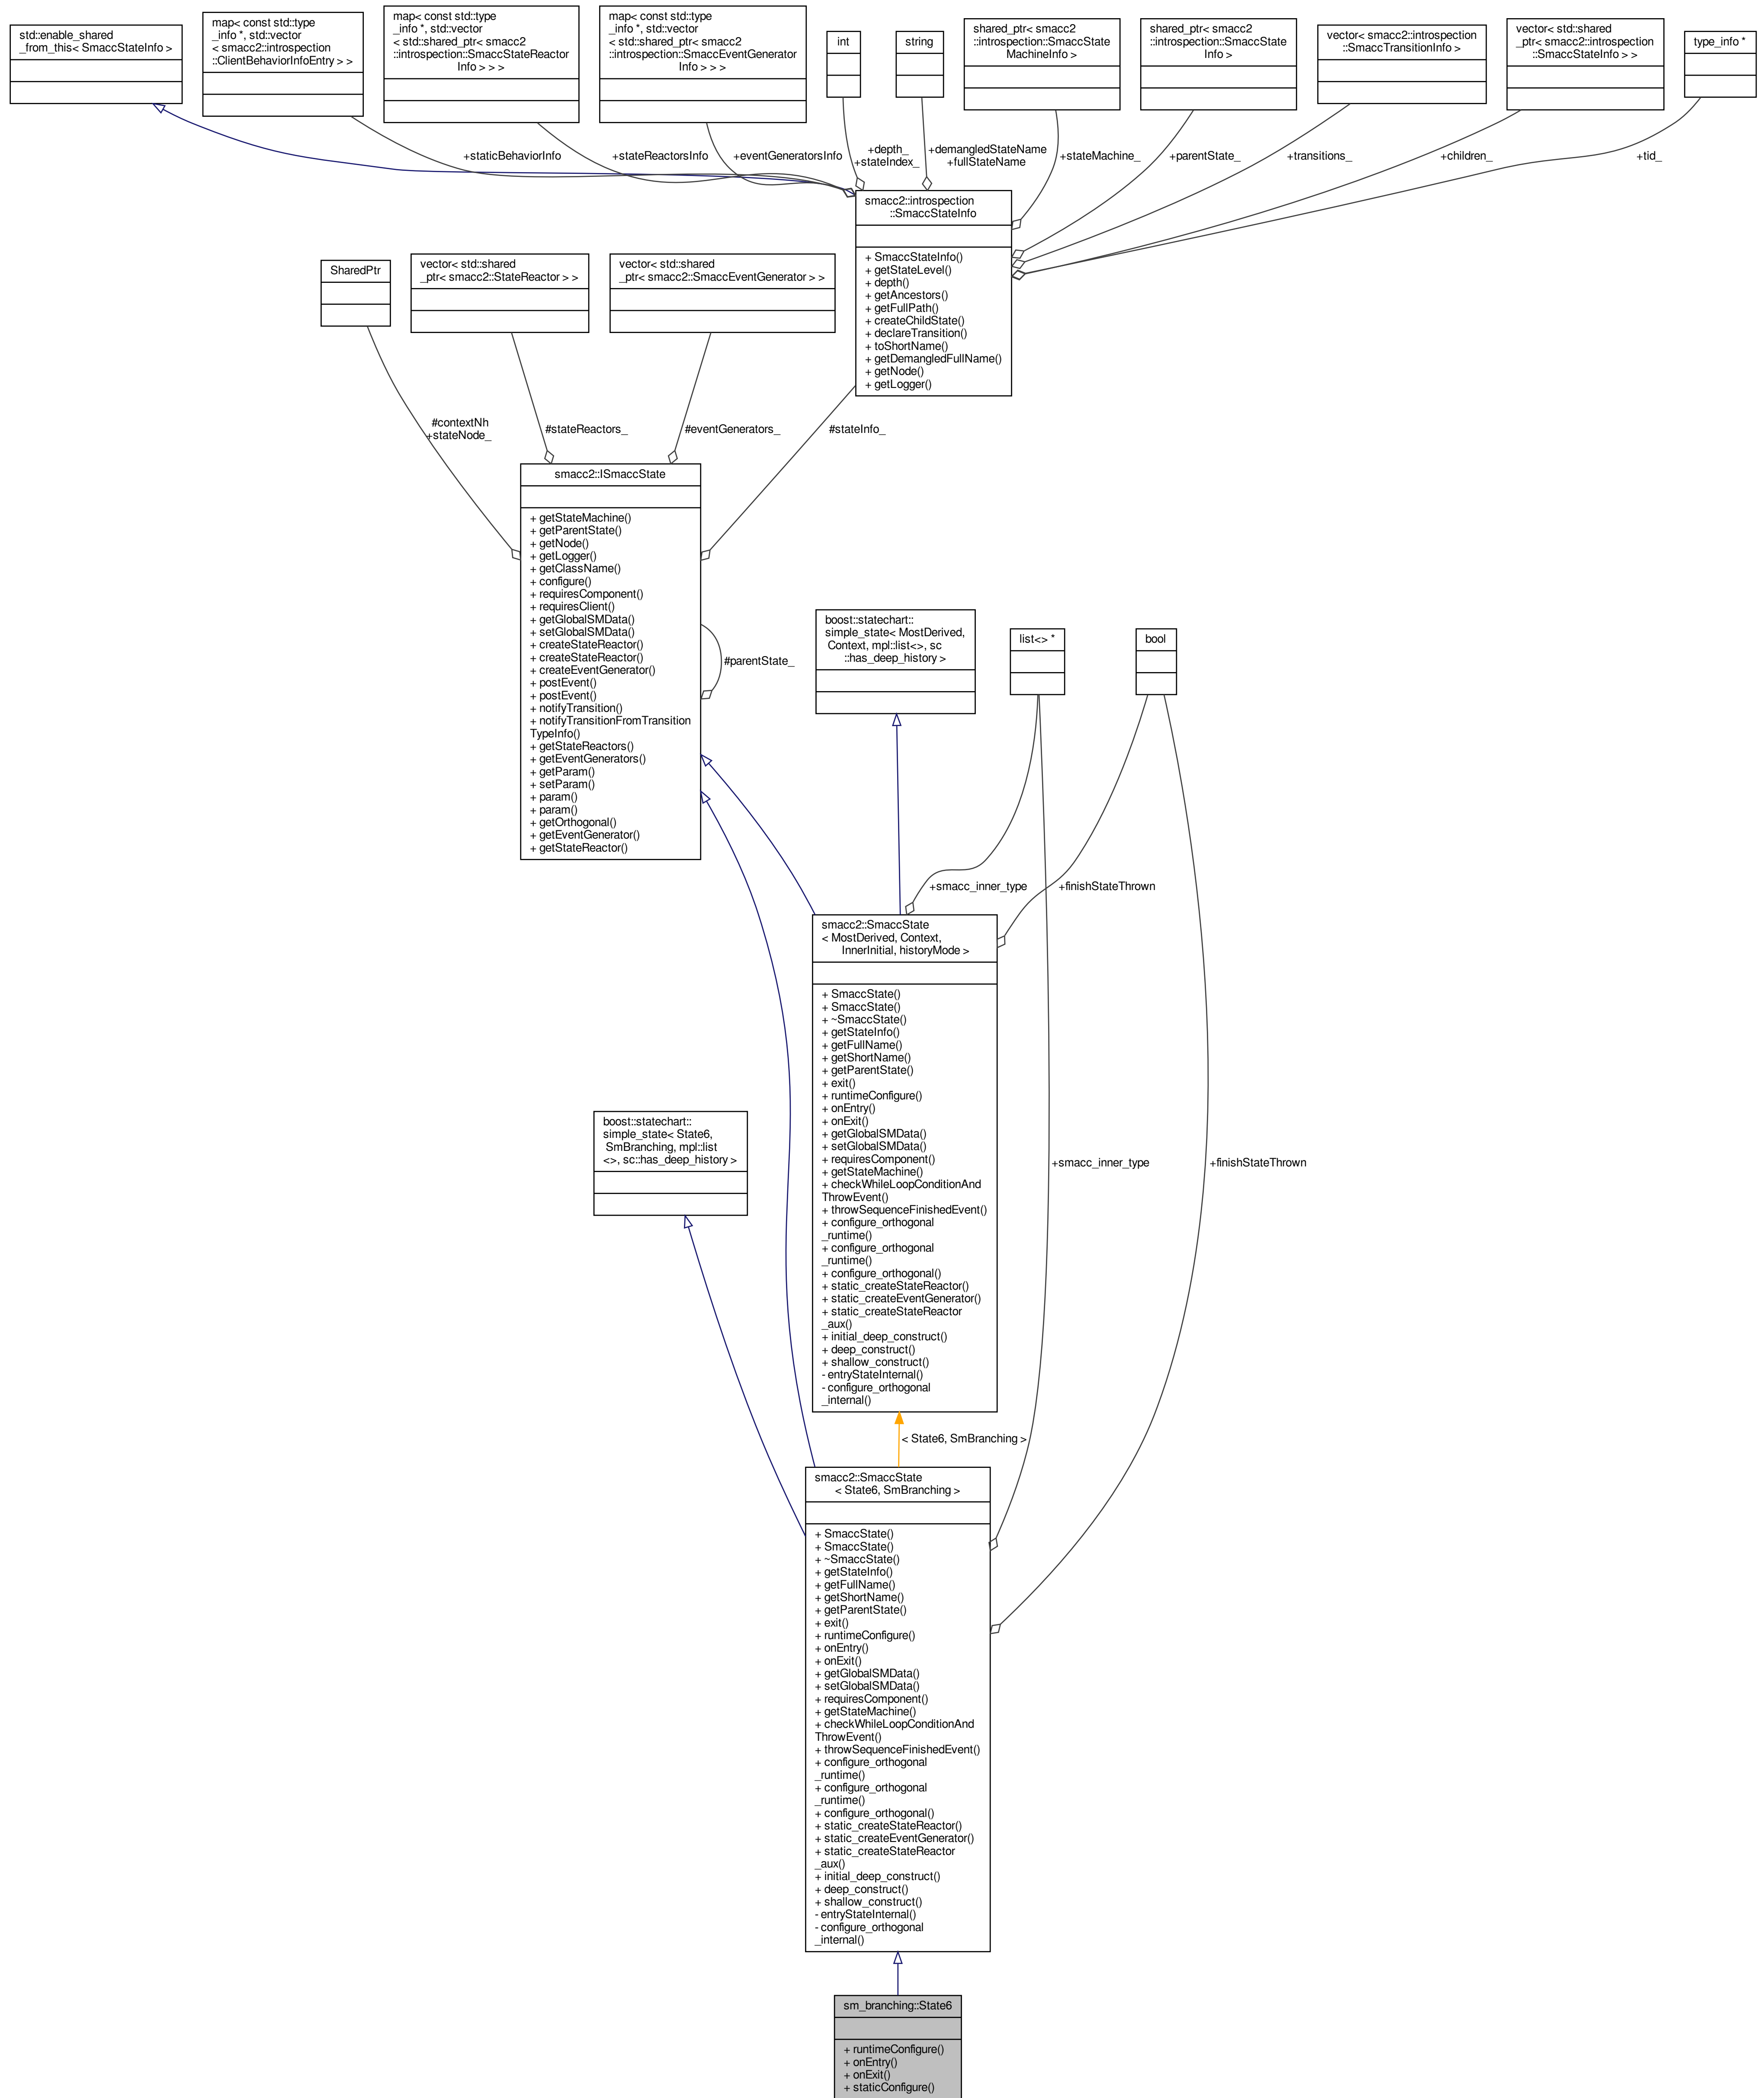 std::enable_shared
_from_this< SmaccStateInfo >
map< const std::type
_info *, std::vector
< smacc2::introspection
::ClientBehaviorInfoEntry > >
map< const std::type
_info *, std::vector
< std::shared_ptr< smacc2
::introspection::SmaccStateReactor
Info > > >
map< const std::type
_info *, std::vector
< std::shared_ptr< smacc2
::introspection::SmaccEventGenerator
Info > > >
int
string
shared_ptr< smacc2
::introspection::SmaccState
MachineInfo >
shared_ptr< smacc2
::introspection::SmaccState
Info >
vector< smacc2::introspection
::SmaccTransitionInfo >
vector< std::shared
_ptr< smacc2::introspection
::SmaccStateInfo > >
type_info *
+staticBehaviorInfo
+stateReactorsInfo
+eventGeneratorsInfo
+depth_
+stateIndex_
+demangledStateName
+fullStateName
+stateMachine_
+parentState_
+transitions_
+children_
+tid_
smacc2::introspection
::SmaccStateInfo
+ SmaccStateInfo()
+ getStateLevel()
+ depth()
+ getAncestors()
+ getFullPath()
+ createChildState()
+ declareTransition()
+ toShortName()
+ getDemangledFullName()
+ getNode()
+ getLogger()
SharedPtr
vector< std::shared
_ptr< smacc2::StateReactor > >
vector< std::shared
_ptr< smacc2::SmaccEventGenerator > >
#contextNh
+stateNode_
#stateReactors_
#eventGenerators_
#stateInfo_
smacc2::ISmaccState
+ getStateMachine()
+ getParentState()
+ getNode()
+ getLogger()
+ getClassName()
+ configure()
+ requiresComponent()
+ requiresClient()
+ getGlobalSMData()
+ setGlobalSMData()
+ createStateReactor()
+ createStateReactor()
+ createEventGenerator()
+ postEvent()
+ postEvent()
+ notifyTransition()
+ notifyTransitionFromTransition
TypeInfo()
+ getStateReactors()
+ getEventGenerators()
+ getParam()
+ setParam()
+ param()
+ param()
+ getOrthogonal()
+ getEventGenerator()
+ getStateReactor()
#parentState_
boost::statechart::
simple_state< MostDerived,
Context, mpl::list<>, sc
::has_deep_history >
list<> *
bool
+smacc_inner_type
+finishStateThrown
smacc2::SmaccState
< MostDerived, Context,
InnerInitial, historyMode >
+ SmaccState()
+ SmaccState()
+ ~SmaccState()
+ getStateInfo()
+ getFullName()
+ getShortName()
+ getParentState()
+ exit()
+ runtimeConfigure()
+ onEntry()
+ onExit()
+ getGlobalSMData()
+ setGlobalSMData()
+ requiresComponent()
+ getStateMachine()
+ checkWhileLoopConditionAnd
ThrowEvent()
+ throwSequenceFinishedEvent()
+ configure_orthogonal
_runtime()
+ configure_orthogonal
_runtime()
+ configure_orthogonal()
+ static_createStateReactor()
+ static_createEventGenerator()
+ static_createStateReactor
_aux()
+ initial_deep_construct()
+ deep_construct()
+ shallow_construct()
- entryStateInternal()
- configure_orthogonal
_internal()
boost::statechart::
simple_state< State6,
SmBranching, mpl::list
<>, sc::has_deep_history >
+smacc_inner_type
+finishStateThrown
< State6, SmBranching >
smacc2::SmaccState
< State6, SmBranching >
+ SmaccState()
+ SmaccState()
+ ~SmaccState()
+ getStateInfo()
+ getFullName()
+ getShortName()
+ getParentState()
+ exit()
+ runtimeConfigure()
+ onEntry()
+ onExit()
+ getGlobalSMData()
+ setGlobalSMData()
+ requiresComponent()
+ getStateMachine()
+ checkWhileLoopConditionAnd
ThrowEvent()
+ throwSequenceFinishedEvent()
+ configure_orthogonal
_runtime()
+ configure_orthogonal
_runtime()
+ configure_orthogonal()
+ static_createStateReactor()
+ static_createEventGenerator()
+ static_createStateReactor
_aux()
+ initial_deep_construct()
+ deep_construct()
+ shallow_construct()
- entryStateInternal()
- configure_orthogonal
_internal()
sm_branching::State6
+ runtimeConfigure()
+ onEntry()
+ onExit()
+ staticConfigure()